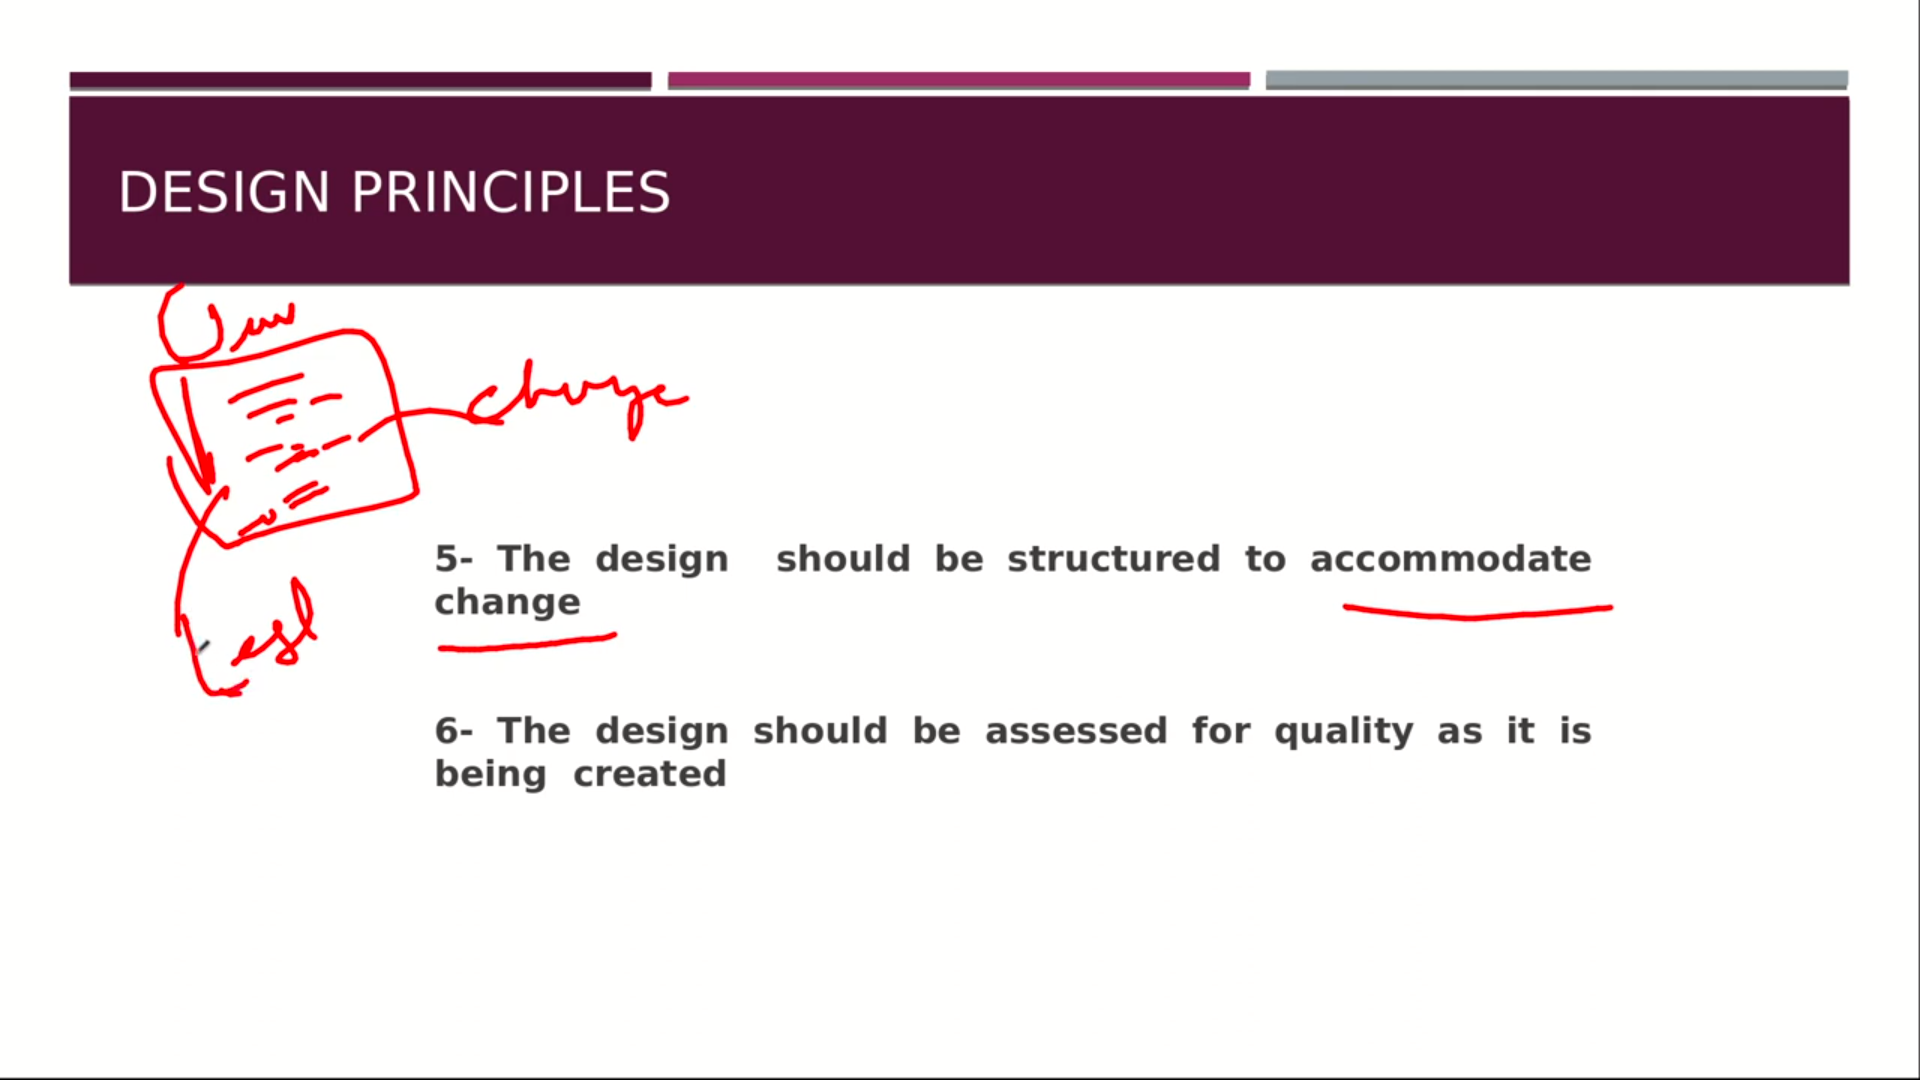 DESIGN PRINCIPLES
change
5- The design should be structured to accommodate
change
6- The design should be assessed for quality as it is
being created